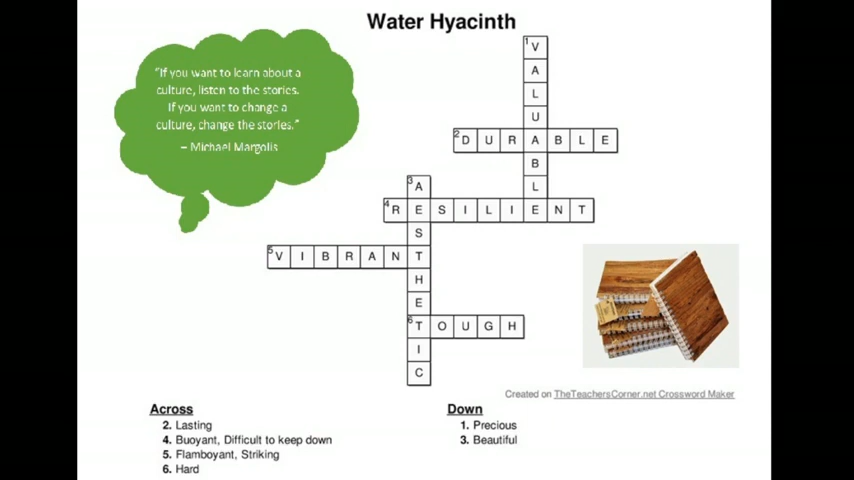 Water Hyacinth
"If you want to learn about a
culture, listen to the stories.
If you want to change a
culture, change the stories."
– Michael Margolis
1 V
A
L
U
2 D U R A B L E
B
3 A L
4 R E S I L I E N T
S
5 V I B R A N T
H
E
6 T O U G H
I
C
Created on TheTeachersCorner.net Crossword Maker
Across
2. Lasting
4. Buoyant, Difficult to keep down
5. Flamboyant, Striking
6. Hard
Down
1. Precious
3. Beautiful